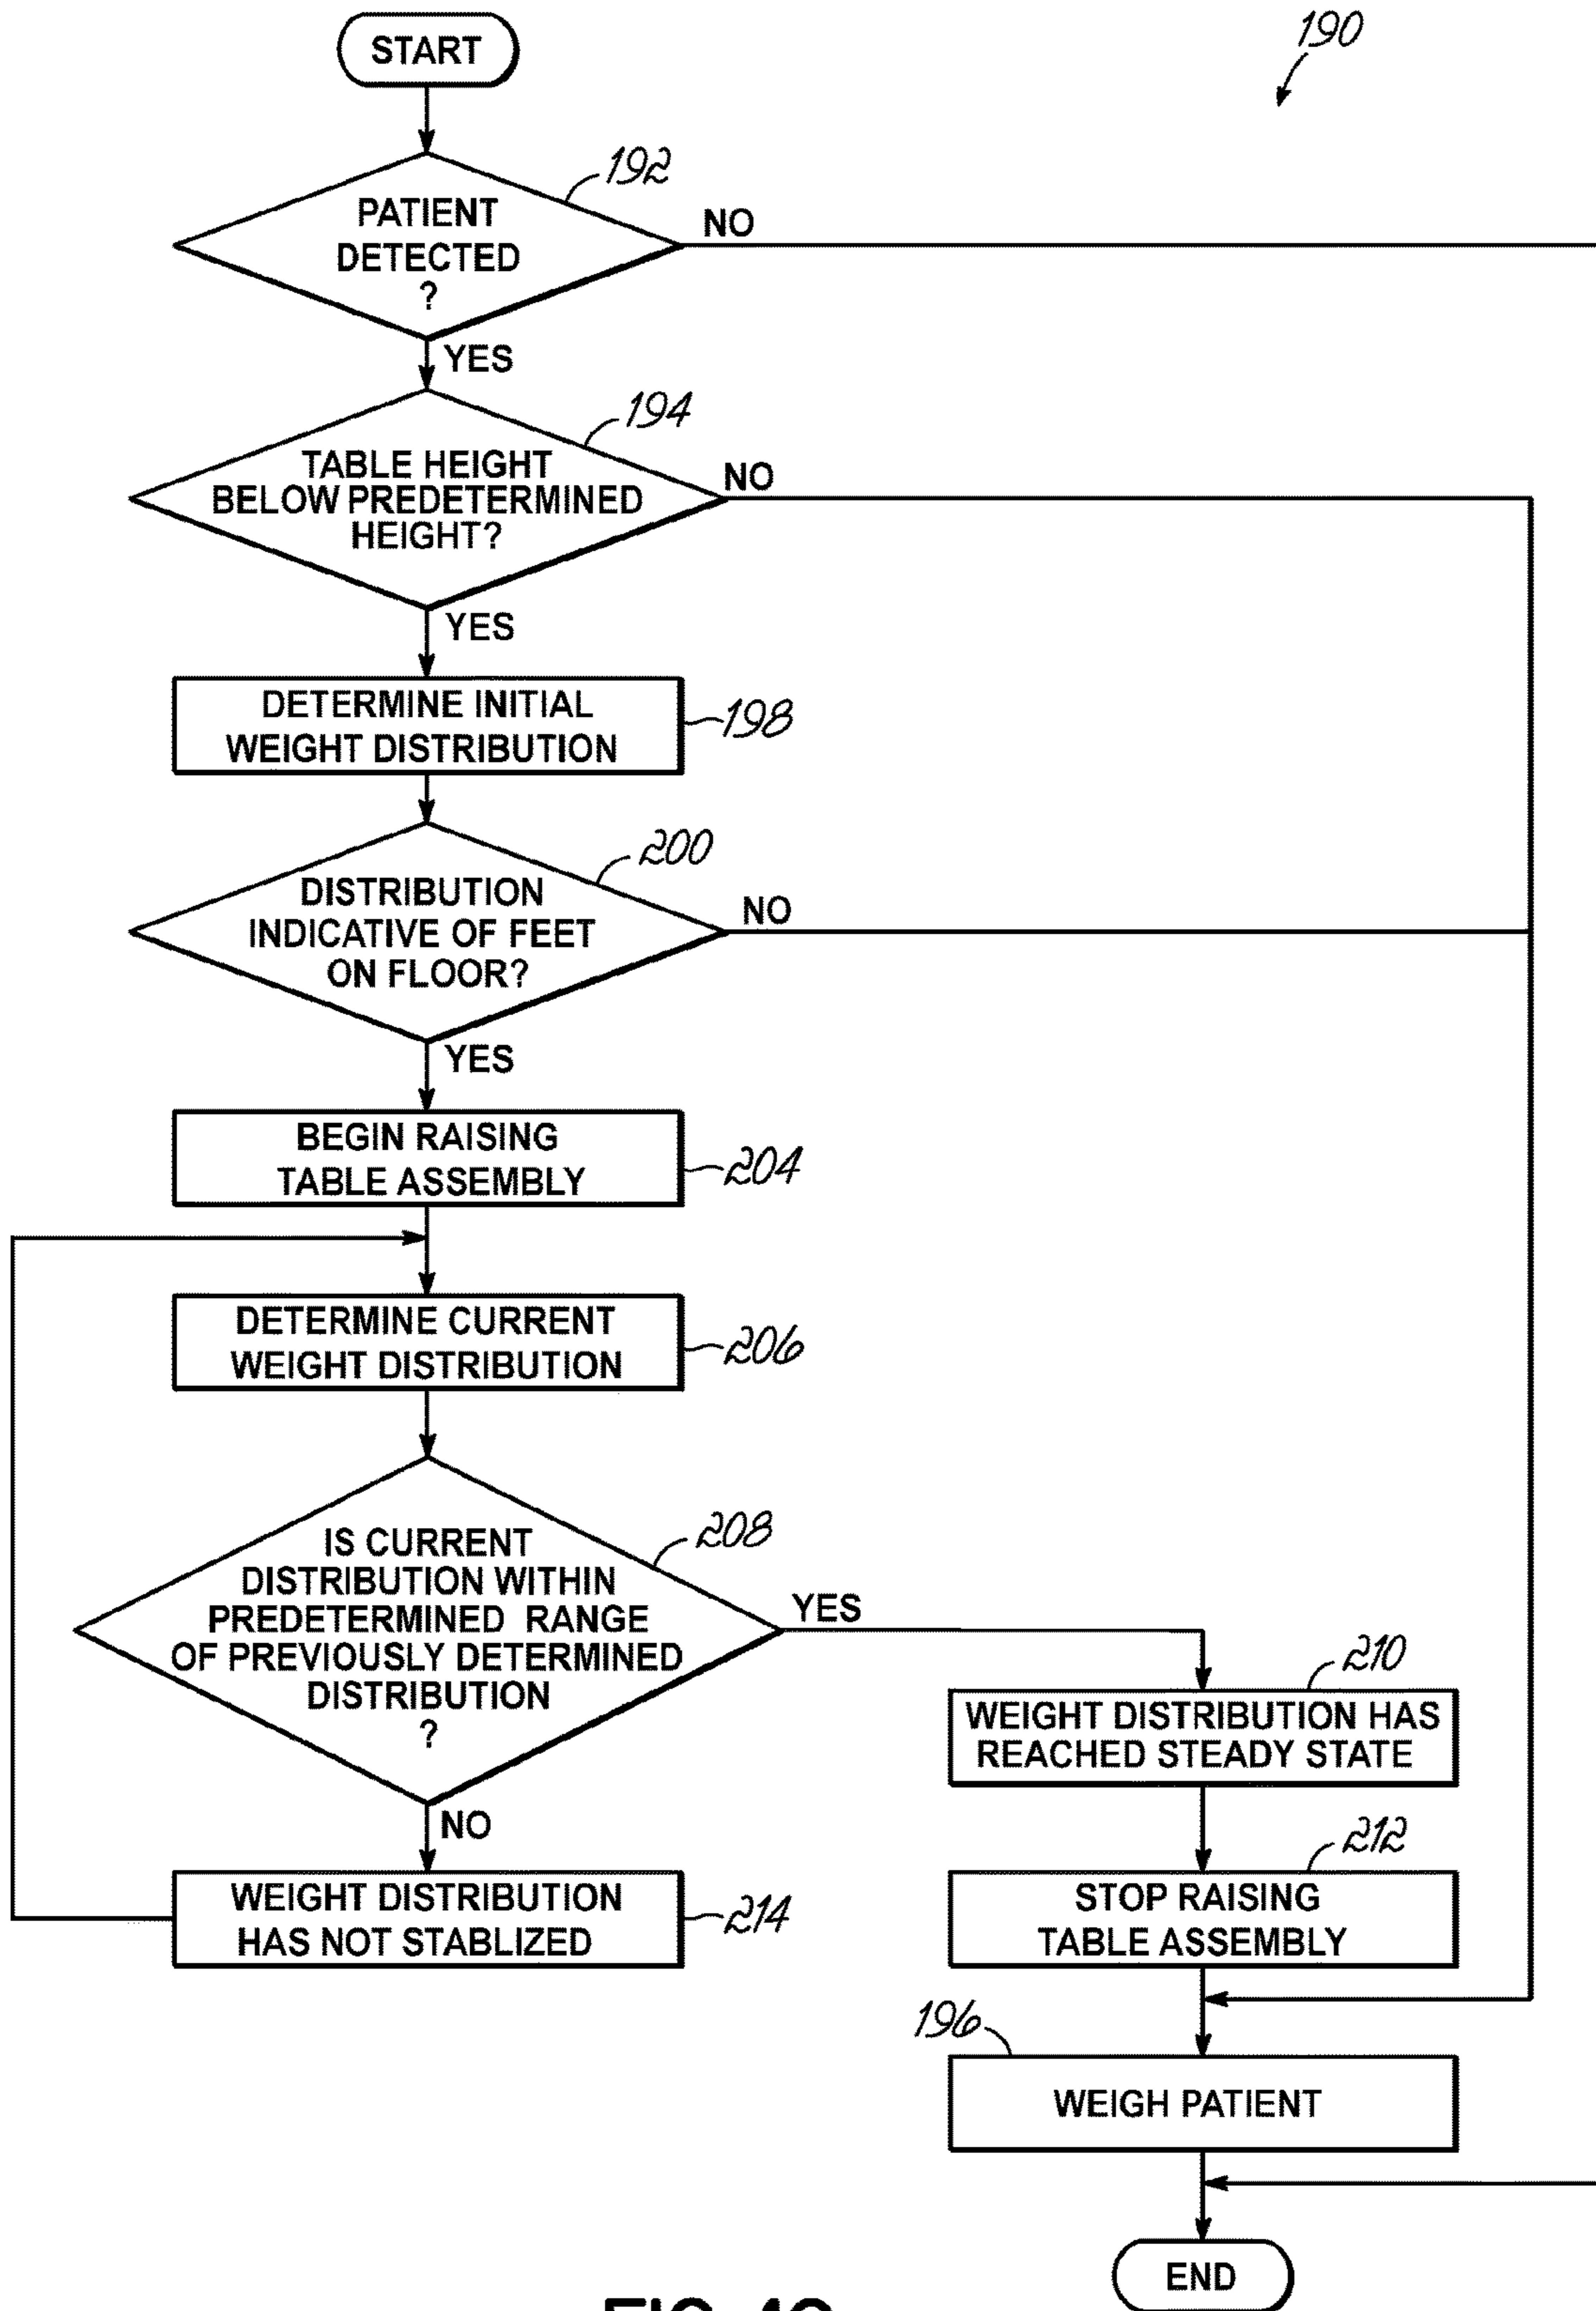 START
190
192
PATIENT
DETECTED
?
NO
YES
194
TABLE HEIGHT
BELOW PREDETERMINED
HEIGHT?
NO
YES
DETERMINE INITIAL
WEIGHT DISTRIBUTION
198
200
DISTRIBUTION
INDICATIVE OF FEET
ON FLOOR?
NO
YES
BEGIN RAISING
TABLE ASSEMBLY
204
DETERMINE CURRENT
WEIGHT DISTRIBUTION
206
208
IS CURRENT
DISTRIBUTION WITHIN
PREDETERMINED RANGE
OF PREVIOUSLY DETERMINED
DISTRIBUTION
?
YES
NO
210
WEIGHT DISTRIBUTION HAS
REACHED STEADY STATE
212
STOP RAISING
TABLE ASSEMBLY
WEIGHT DISTRIBUTION
HAS NOT STABLIZED
214
196
WEIGH PATIENT
END